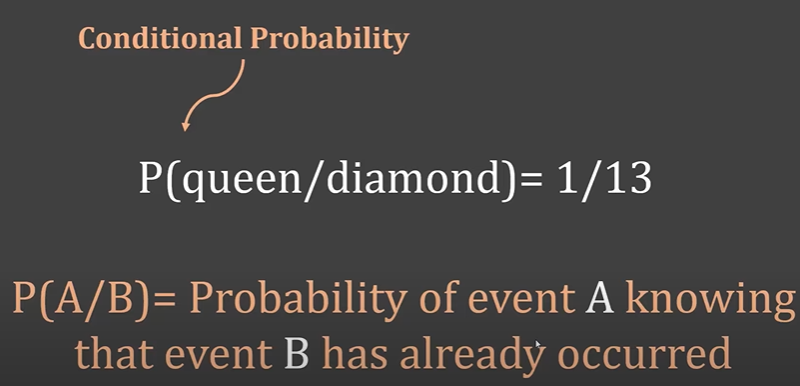 Conditional Probability
P(queen/diamond)= 1/13
P(A/B)= Probability of event A knowing
that event B has already occurred